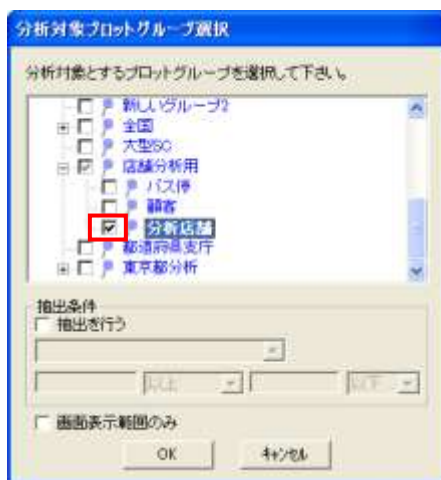 分析対象プロットグループ選択
分析対象とするプロットグループを選択して下さい。
新しいグループ2
全国
大型SC
店舗分析用
バス停
顧客
分析店舗
都道府県支庁
東京都分析
抽出条件
抽出を行う
以上 以下
画面表示範囲のみ
OK キャンセル